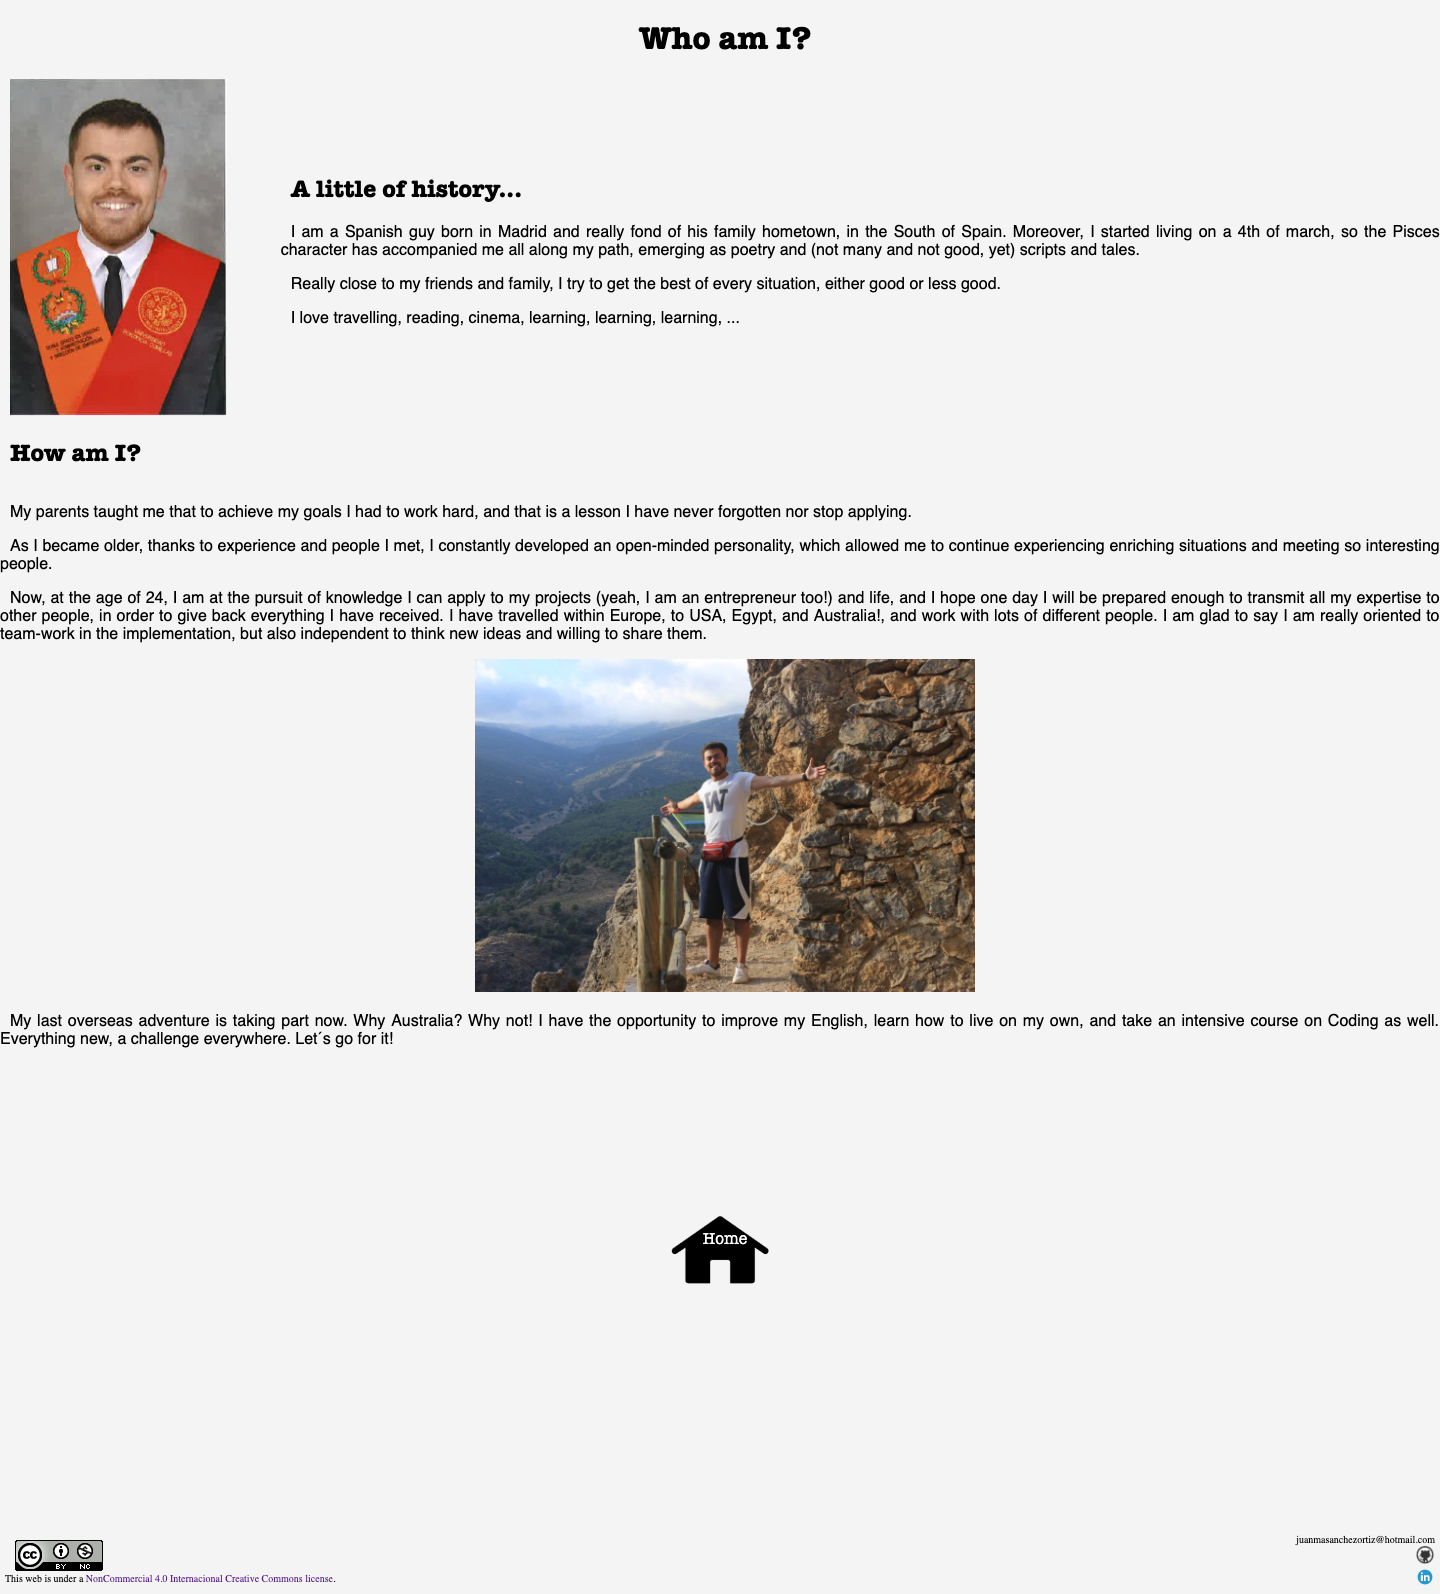 Who am I?
A little of history...
I am a Spanish guy born in Madrid and really fond of his family hometown, in the South of Spain. Moreover, I started living on a 4th of march, so the Pisces
character has accompanied me all along my path, emerging as poetry and (not many and not good, yet) scripts and tales.
Really close to my friends and family, I try to get the best of every situation, either good or less good.
I love travelling, reading, cinema, learning, learning, learning, ...
How am I?
My parents taught me that to achieve my goals I had to work hard, and that is a lesson I have never forgotten nor stop applying.
As I became older, thanks to experience and people I met, I constantly developed an open-minded personality, which allowed me to continue experiencing enriching situations and meeting so interesting
people.
Now, at the age of 24, I am at the pursuit of knowledge I can apply to my projects (yeah, I am an entrepreneur too!) and life, and I hope one day I will be prepared enough to transmit all my expertise to
other people, in order to give back everything I have received. I have travelled within Europe, to USA, Egypt, and Australia!, and work with lots of different people. I am glad to say I am really oriented to
team-work in the implementation, but also independent to think new ideas and willing to share them.
W
My last overseas adventure is taking part now. Why Australia? Why not! I have the opportunity to improve my English, learn how to live on my own, and take an intensive course on Coding as well.
Everything new, a challenge everywhere. Let´s go for it!
Home
juanmasanchezortiz@hotmail.com
cc
BY NC
in
This web is under a NonCommercial 4.0 Internacional Creative Commons license.